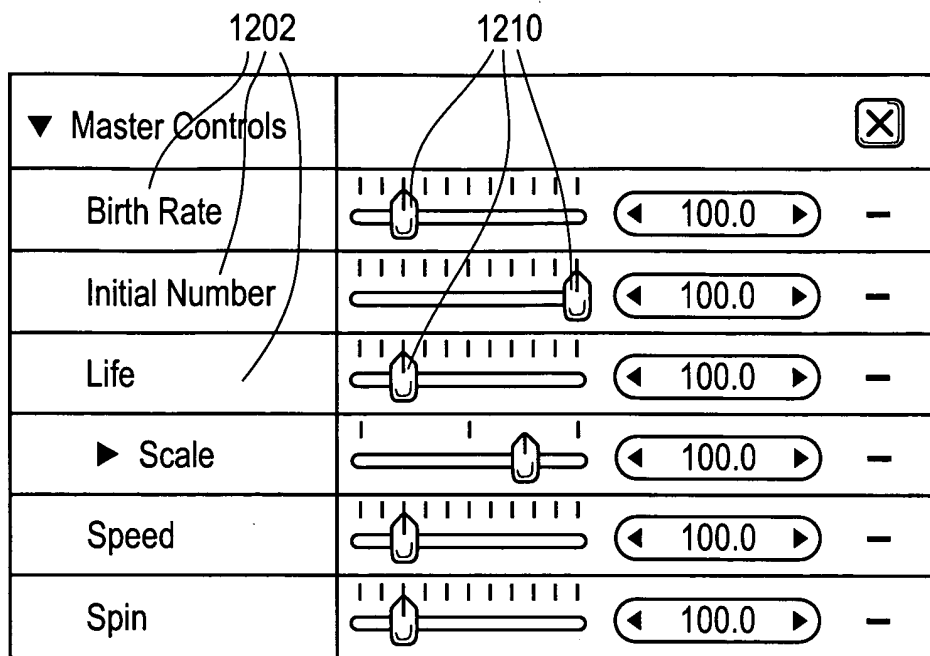 1202 1210
▼ Master Controls
Birth Rate 100.0 –
Initial Number 100.0 –
Life 100.0 –
► Scale 100.0 –
Speed 100.0 –
Spin 100.0 –